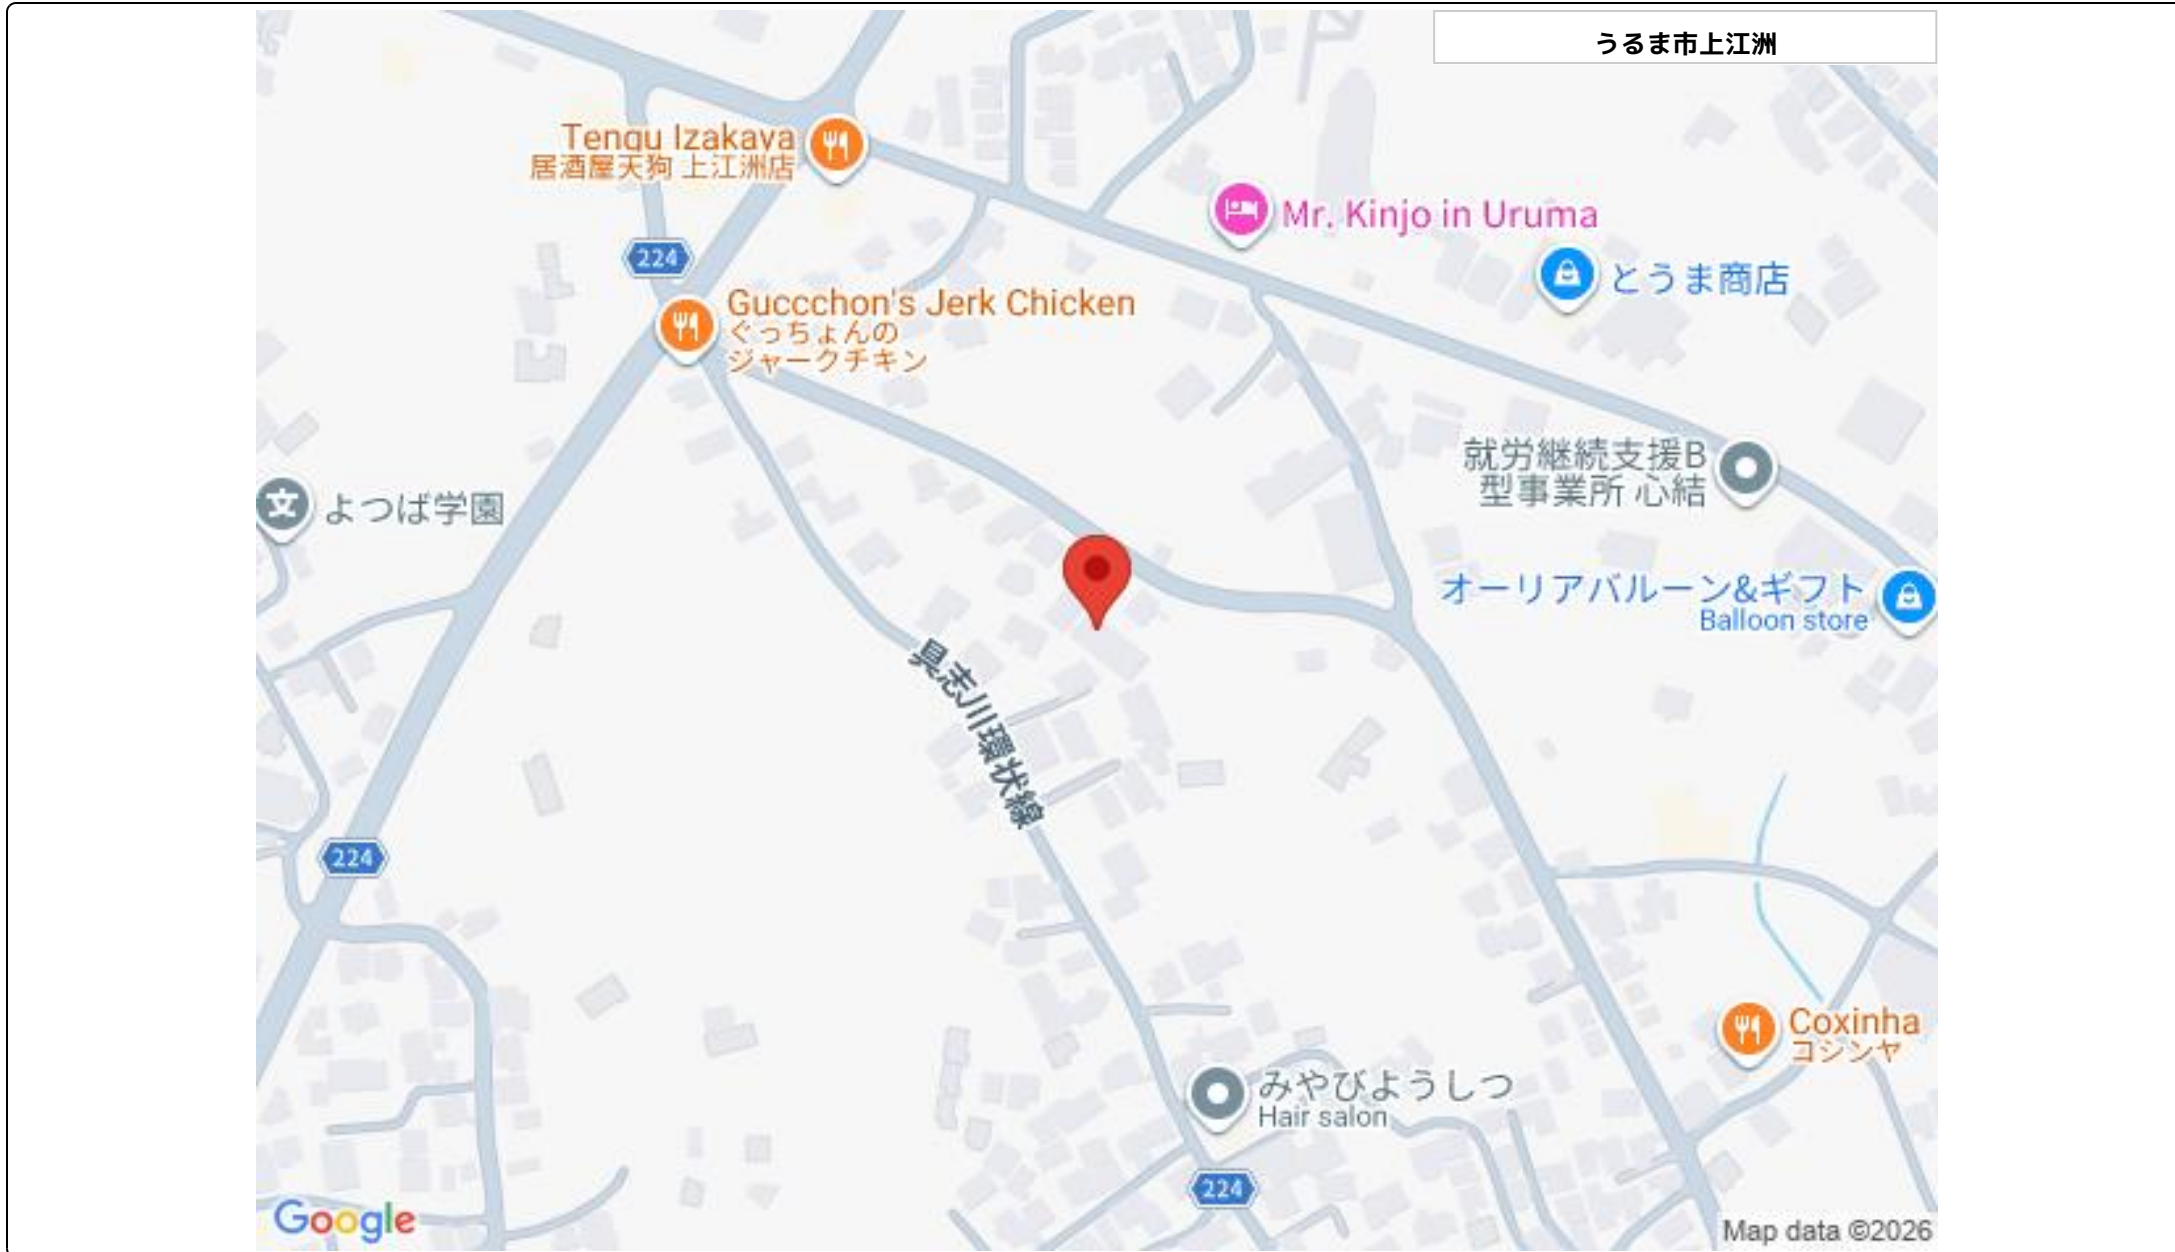 うるま市上江洲
Tengu Izakaya
居酒屋天狗 上江洲店
Mr. Kinjo in Uruma
224
とうま商店
Guccchon's Jerk Chicken
ぐっちょんの
ジャークチキン
就労継続支援B
型事業所 心結
よつば学園
オーリアバルーン&ギフト
Balloon store
具志川環状線
224
Coxinha
コシンヤ
みやびようしつ
Hair salon
224
Google
Map data ©2026